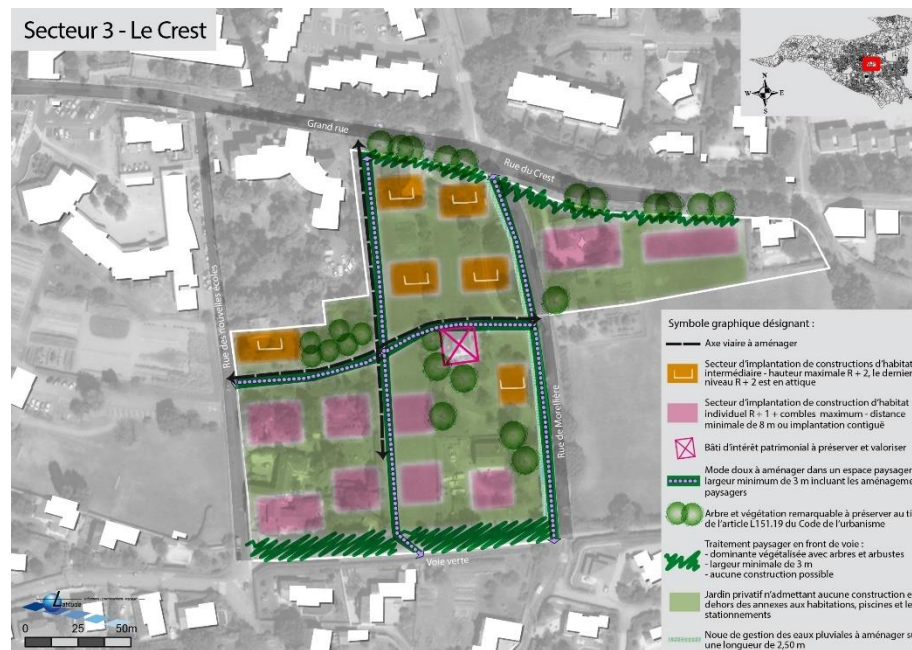 Secteur 3 - Le Crest
N
W E
S
Grand rue
Rue du Crest
Rue des nouvelles écoles
Rue de Morellière
Voie verte
Latitude
0 25 50m
Symbole graphique désignant :
Axe viaire à aménager
Secteur d'implantation de constructions d'habita
intermédiaire - hauteur maximale R + 2, le dernier
niveau R + 2 est en attique
Secteur d'implantation de construction d'habitat
individuel R + 1 + combles maximum - distance
minimale de 8 m ou implantation contiguë
Bâti d'intérêt patrimonial à préserver et valoriser
Mode doux à aménager dans un espace paysager
largeur minimum de 3 m incluant les aménageme
paysagers
Arbre et végétation remarquable à préserver au ti
de l'article L151.19 du Code de l'urbanisme
Traitement paysager en front de voie :
- dominante végétalisée avec arbres et arbustes
- largeur minimale de 3 m
- aucune construction possible
Jardin privatif n'admettant aucune construction e
dehors des annexes aux habitations, piscines et le
stationnements
Noue de gestion des eaux pluviales à aménager su
une longueur de 2,50 m